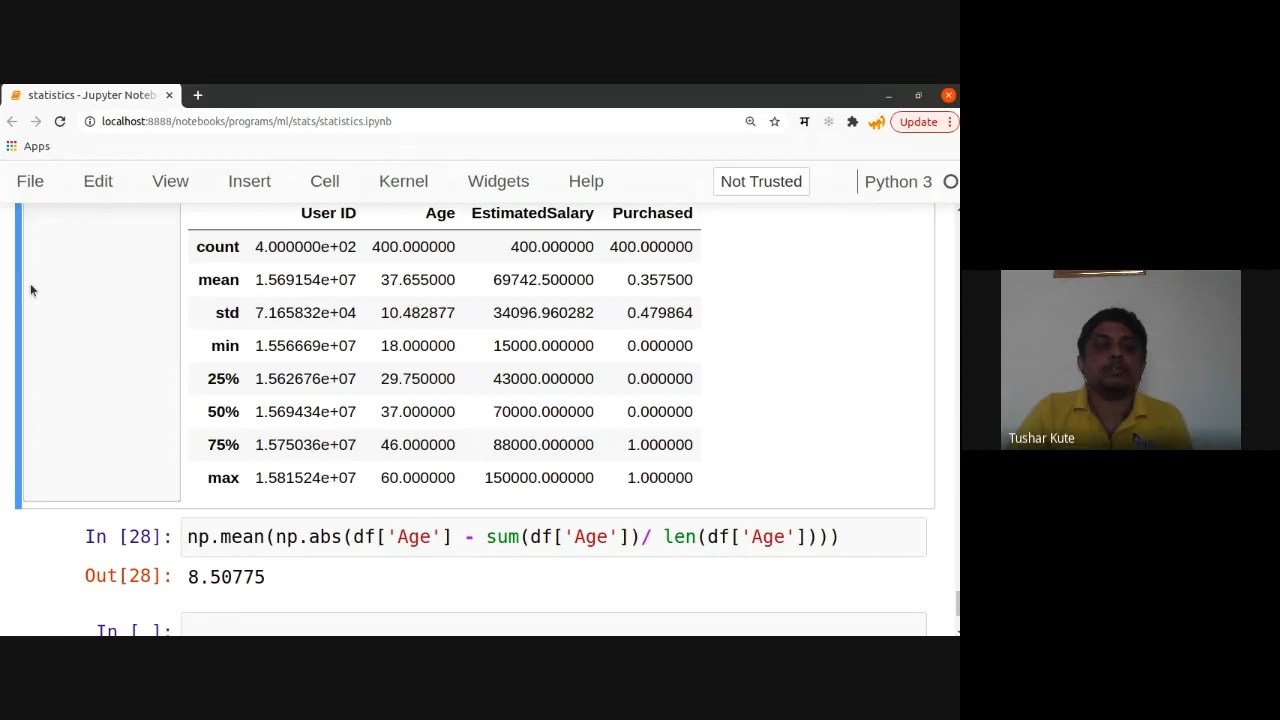 statistics - Jupyter Noteb
localhost:8888/notebooks/programs/ml/stats/statistics.ipynb
म
Update
Apps
File Edit View Insert Cell Kernel Widgets Help Not Trusted Python 3
User ID Age EstimatedSalary Purchased
count 4.000000e+02 400.000000 400.000000 400.000000
mean 1.569154e+07 37.655000 69742.500000 0.357500
std 7.165832e+04 10.482877 34096.960282 0.479864
min 1.556669e+07 18.000000 15000.000000 0.000000
25% 1.562676e+07 29.750000 43000.000000 0.000000
50% 1.569434e+07 37.000000 70000.000000 0.000000
75% 1.575036e+07 46.000000 88000.000000 1.000000
max 1.581524e+07 60.000000 150000.000000 1.000000
Tushar Kute
In [28]: np.mean(np.abs(df['Age'] - sum(df['Age'])/ len(df['Age'])))
Out[28]: 8.50775
In [ ]: